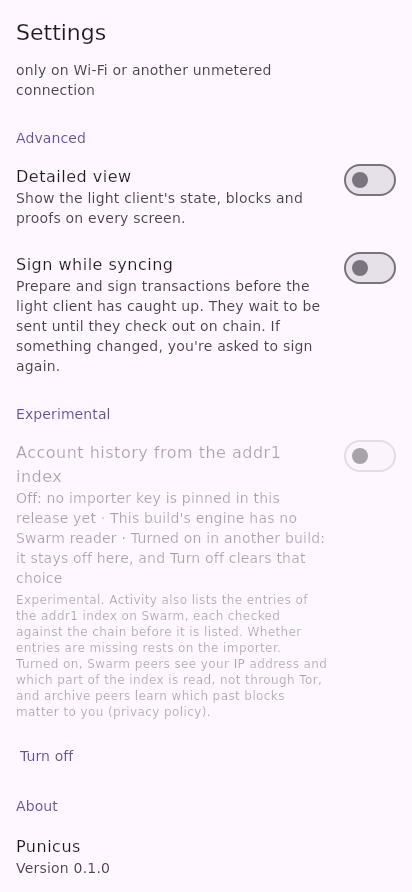 Settings
only on Wi-Fi or another unmetered
connection
Advanced
Detailed view
Show the light client's state, blocks and
proofs on every screen.
Sign while syncing
Prepare and sign transactions before the
light client has caught up. They wait to be
sent until they check out on chain. If
something changed, you're asked to sign
again.
Experimental
Account history from the addr1
index
Off: no importer key is pinned in this
release yet · This build's engine has no
Swarm reader · Turned on in another build:
it stays off here, and Turn off clears that
choice
Experimental. Activity also lists the entries of
the addr1 index on Swarm, each checked
against the chain before it is listed. Whether
entries are missing rests on the importer.
Turned on, Swarm peers see your IP address and
which part of the index is read, not through Tor,
and archive peers learn which past blocks
matter to you (privacy policy).
Turn off
About
Punicus
Version 0.1.0